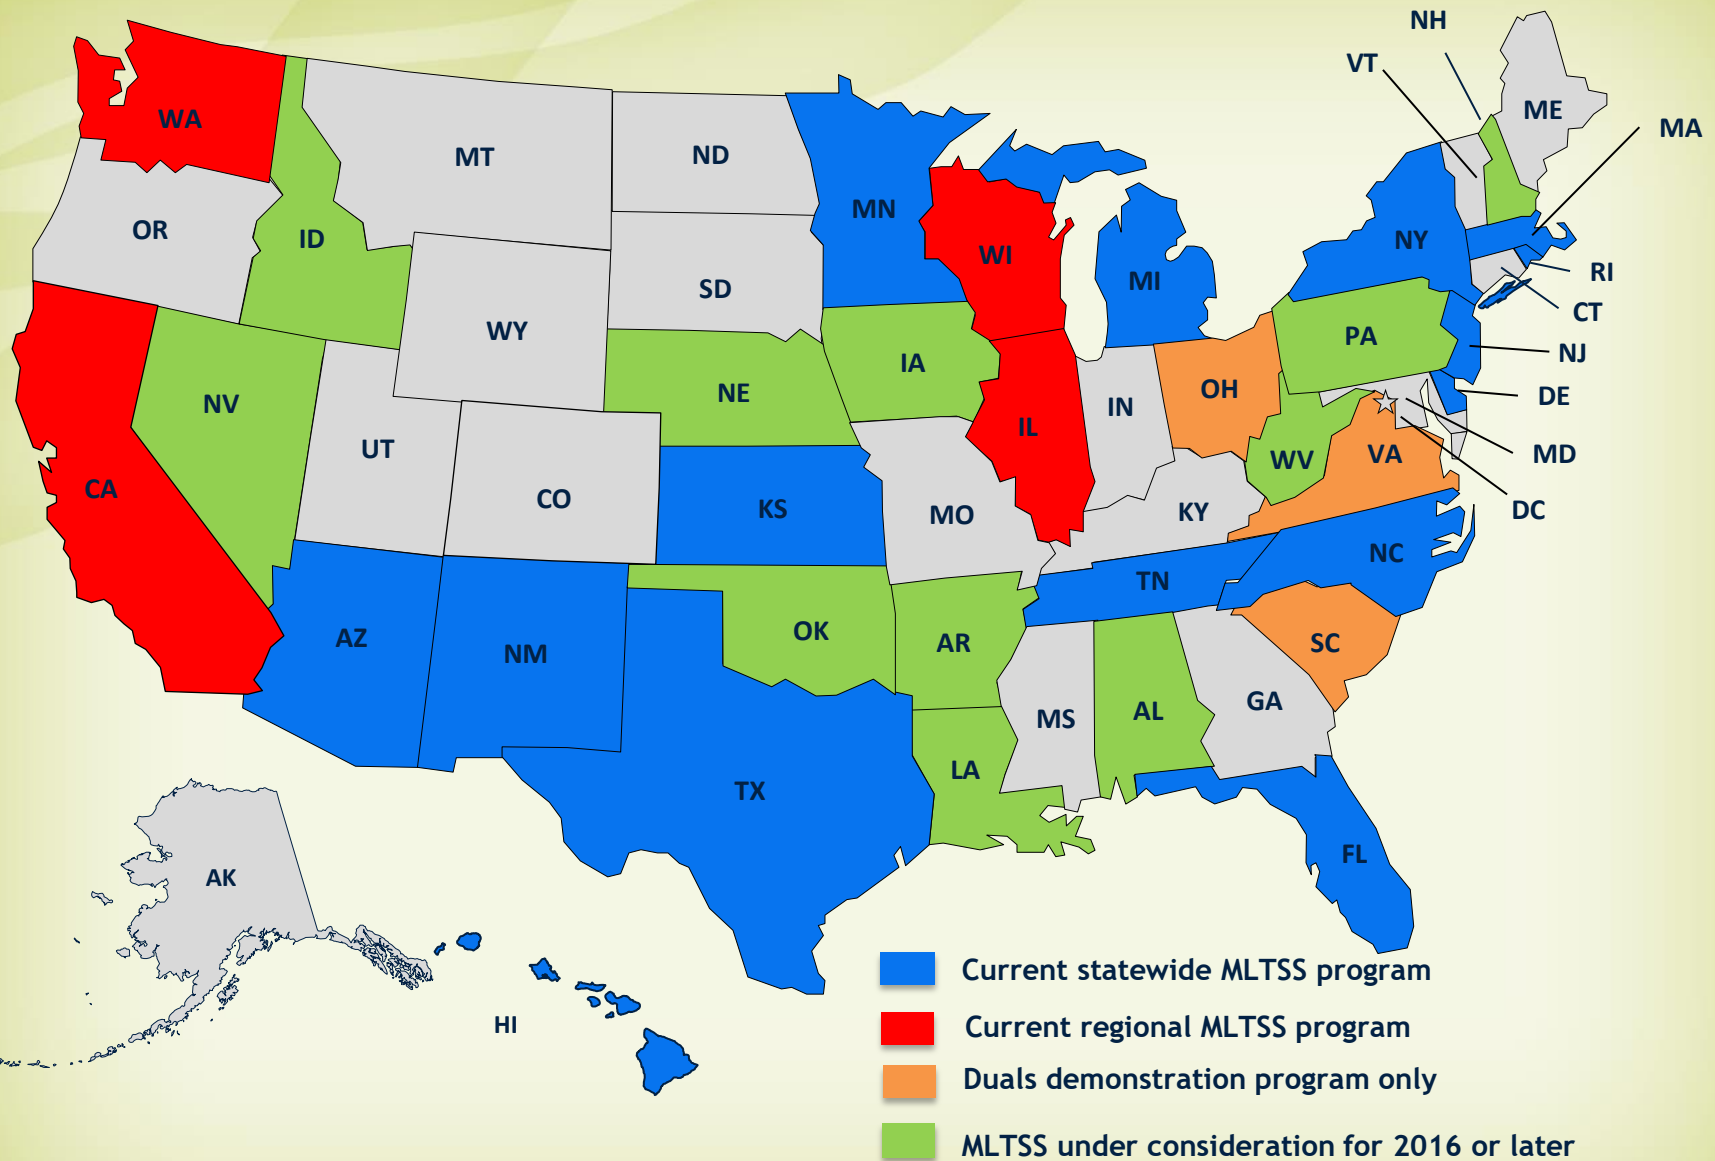 NH
VT
ME
WA
MA
MT
ND
MN
OR
ID
NY
WI
RI
MI
SD
CT
WY
PA
NJ
IA
OH
NE
DE
NV
IN
IL
UT
VA
MD
WV
CA
CO
KS
DC
KY
MO
NC
TN
OK
AZ
AR
SC
NM
GA
AL
MS
LA
TX
FL
AK
HI
Current statewide MLTSS program
Current regional MLTSS program
Duals demonstration program only
MLTSS under consideration for 2016 or later